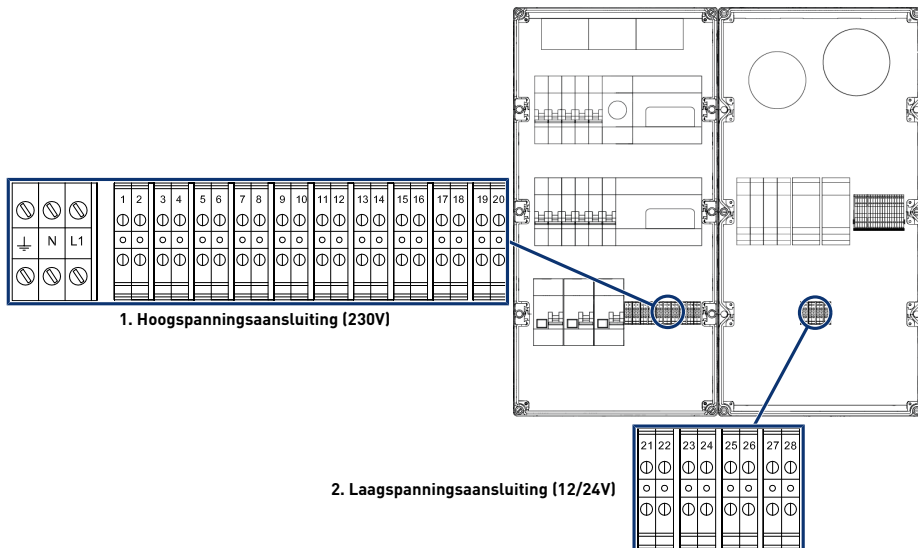 1 2 3 4 5 6 7 8 9 10 11 12 13 14 15 16 17 18 19 20
N L1
1. Hoogspanningsaansluiting (230V)
21 22 23 24 25 26 27 28
2. Laagspanningsaansluiting (12/24V)